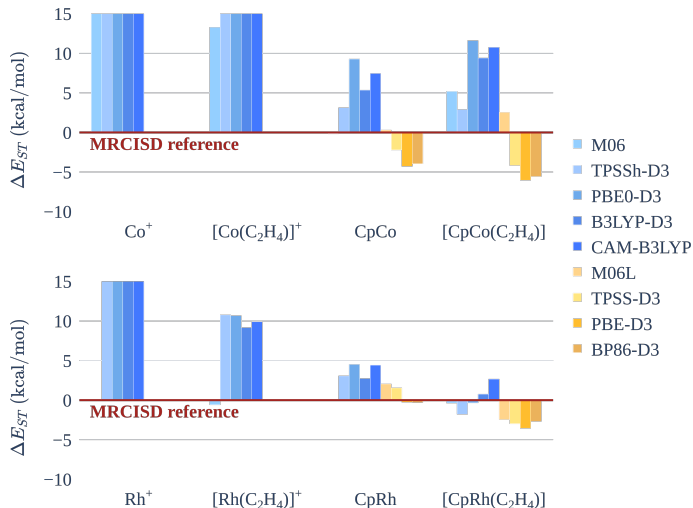 15
10
5
0
−5
−10
ΔE_ST (kcal/mol)
MRCISD reference
Co⁺
[Co(C₂H₄)]⁺
CpCo
[CpCo(C₂H₄)]
M06
TPSSh-D3
PBE0-D3
B3LYP-D3
CAM-B3LYP
M06L
TPSS-D3
PBE-D3
BP86-D3
15
10
5
0
−5
−10
ΔE_ST (kcal/mol)
MRCISD reference
Rh⁺
[Rh(C₂H₄)]⁺
CpRh
[CpRh(C₂H₄)]